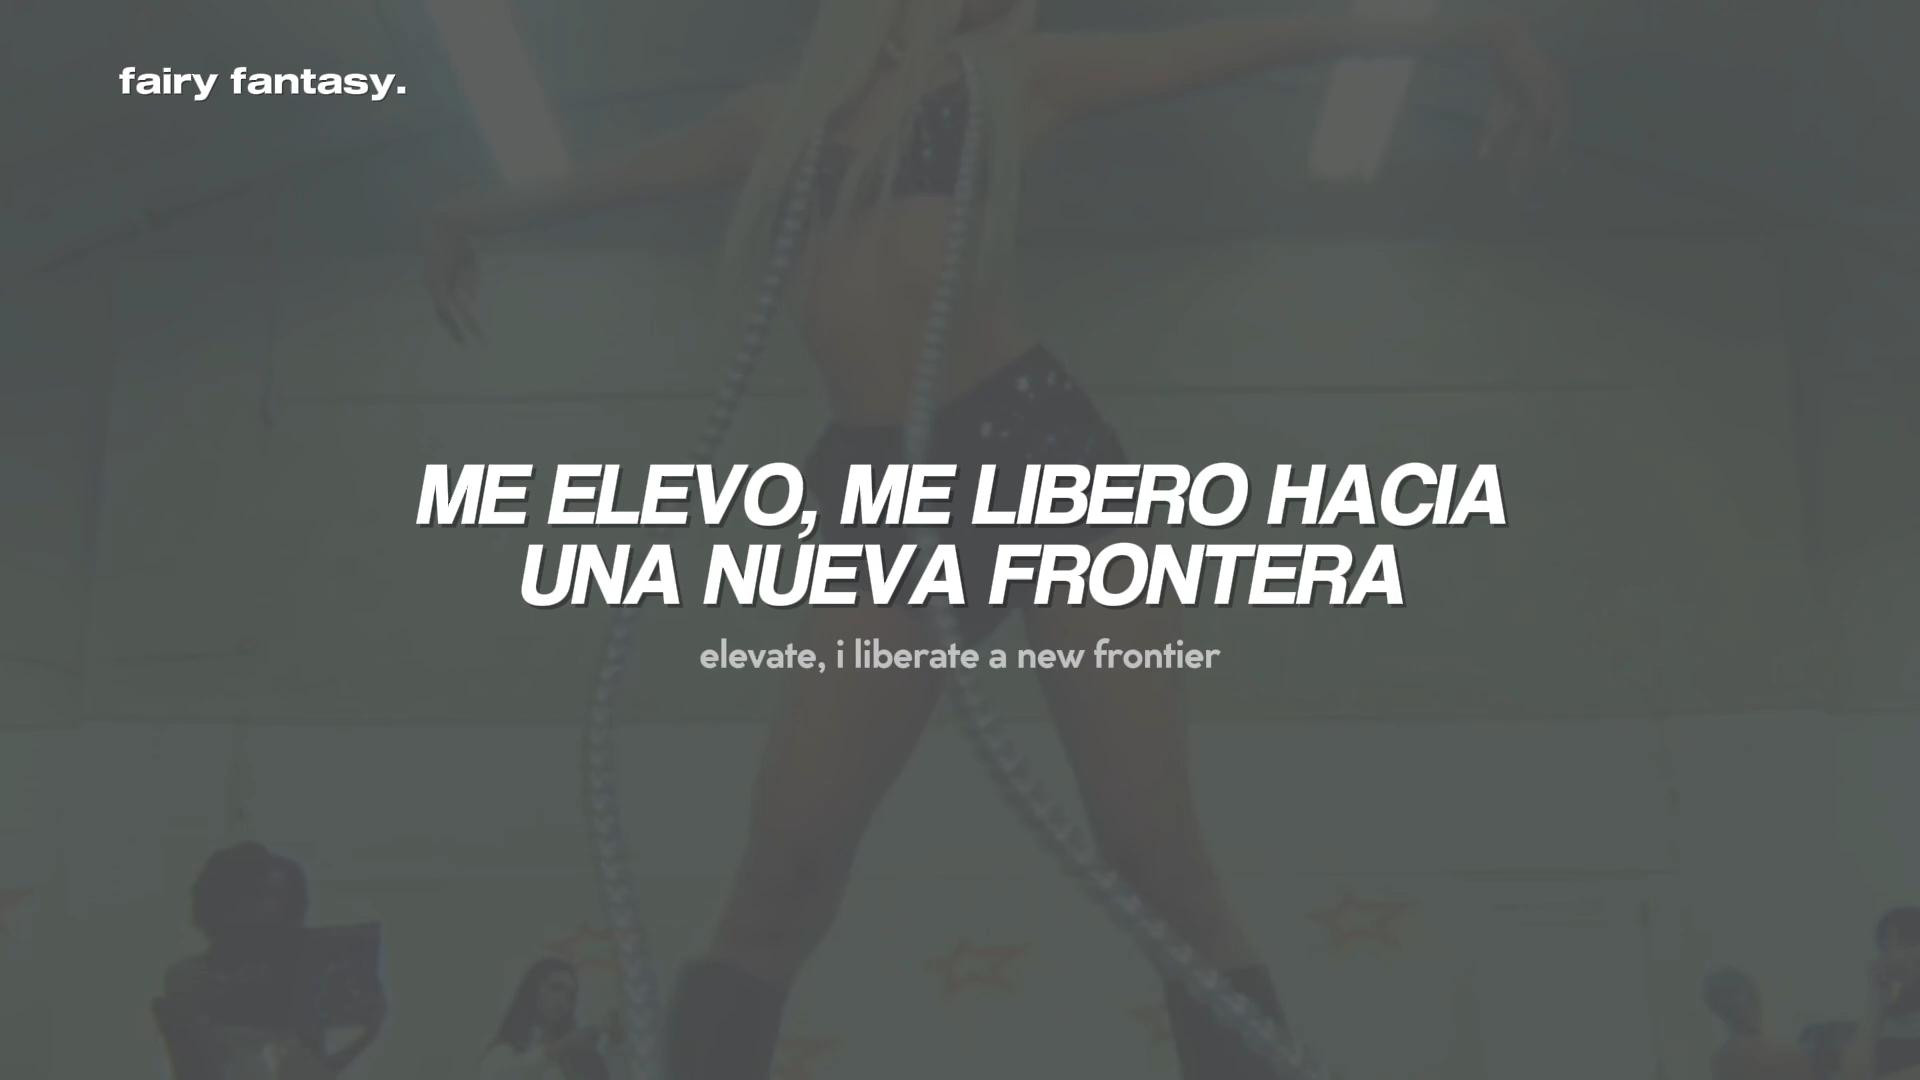 fairy fantasy.
ME ELEVO, ME LIBERO HACIA
UNA NUEVA FRONTERA
elevate, i liberate a new frontier